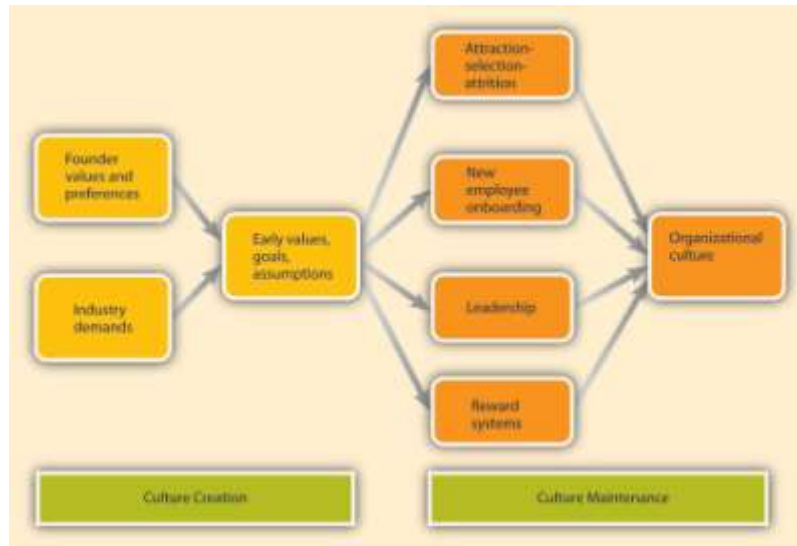 Attraction-
selection-
attrition
Founder
values and
preferences
New
employee
onboarding
Early values,
goals,
assumptions
Organizational
culture
Industry
demands
Leadership
Reward
systems
Culture Creation
Culture Maintenance